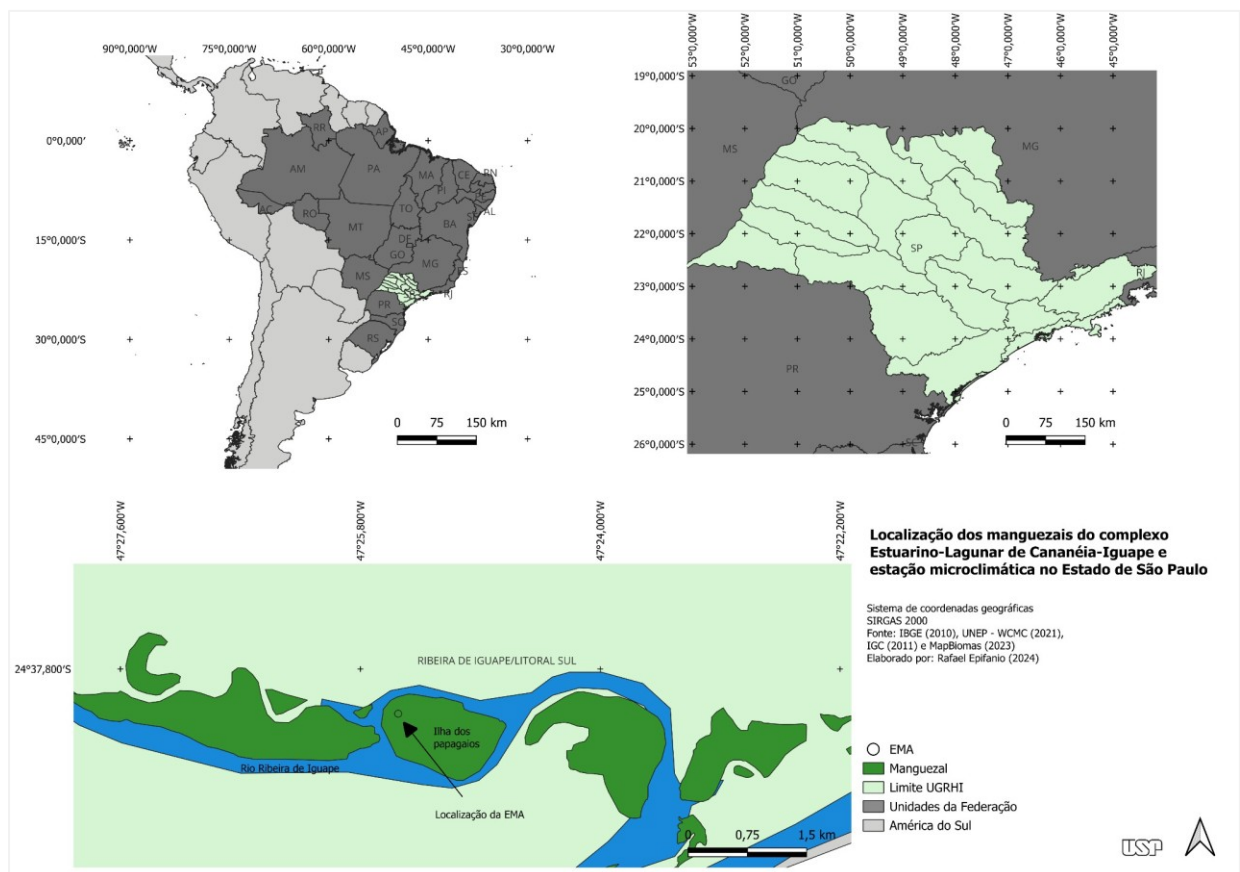 90°0,000'W 75°0,000'W 60°0,000'W 45°0,000'W 30°0,000'W
0°0,000'
15°0,000'S
30°0,000'S
45°0,000'S
RR
AP
AM
PA
MA
CE
RN
PI
AC
RO
TO
AL
MT
BA
DF
GO
MG
MS
ES
RJ
PR
SC
RS
0 75 150 km
53°0,000'W 52°0,000'W 51°0,000'W 50°0,000'W 49°0,000'W 48°0,000'W 47°0,000'W 46°0,000'W 45°0,000'W
19°0,000'S
20°0,000'S
21°0,000'S
22°0,000'S
23°0,000'S
24°0,000'S
25°0,000'S
26°0,000'S
GO
MS
MG
SP
RJ
PR
0 75 150 km
47°27,600'W 47°25,800'W 47°24,000'W 47°22,200'W
24°37,800'S
RIBEIRA DE IGUAPE/LITORAL SUL
Ilha dos
papagaios
Rio Ribeira de Iguape
Localização da EMA
0 0,75 1,5 km
Localização dos manguezais do complexo
Estuarino-Lagunar de Cananéia-Iguape e
estação microclimática no Estado de São Paulo
Sistema de coordenadas geográficas
SIRGAS 2000
Fonte: IBGE (2010), UNEP - WCMC (2021),
IGC (2011) e MapBiomas (2023)
Elaborado por: Rafael Epifanio (2024)
EMA
Manguezal
Limite UGRHI
Unidades da Federação
América do Sul
USP